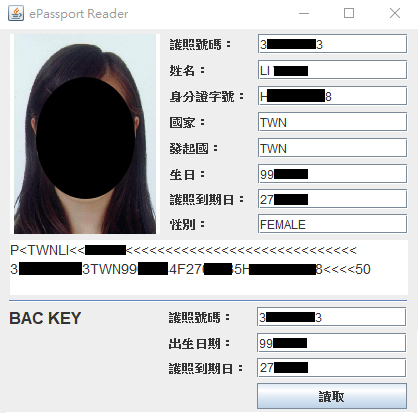 ePassport Reader
護照號碼： 3 3
姓名： LI
身分證字號： H 8
國家： TWN
發起國： TWN
生日： 99
護照到期日： 27
性別： FEMALE
P<TWNLI<< <<<<<<<<<<<<<<<<<<<<<<<<<<<<<
3 3TWN99 4F27 5H 8<<<<50
BAC KEY
護照號碼： 3 3
出生日期： 99
護照到期日： 27
讀取